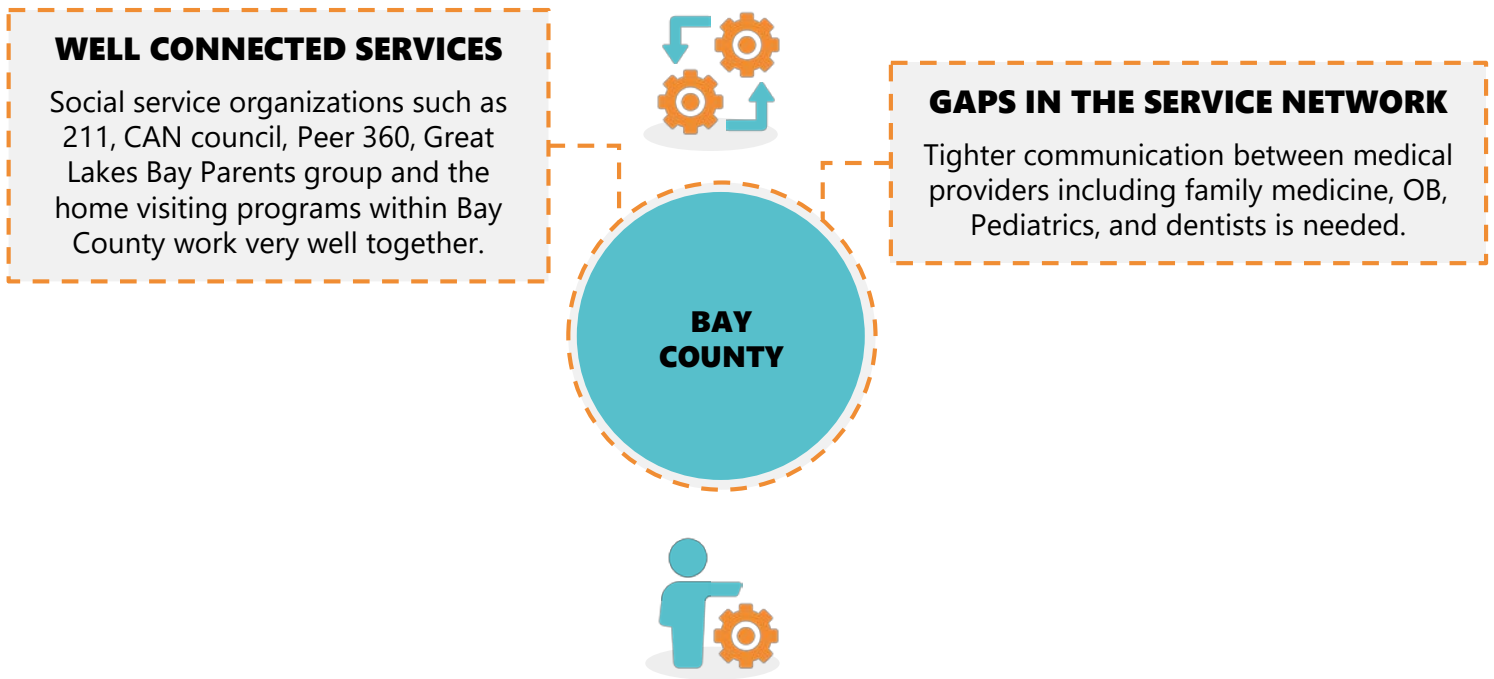 WELL CONNECTED SERVICES
Social service organizations such as
211, CAN council, Peer 360, Great
Lakes Bay Parents group and the
home visiting programs within Bay
County work very well together.
GAPS IN THE SERVICE NETWORK
Tighter communication between medical
providers including family medicine, OB,
Pediatrics, and dentists is needed.
BAY
COUNTY